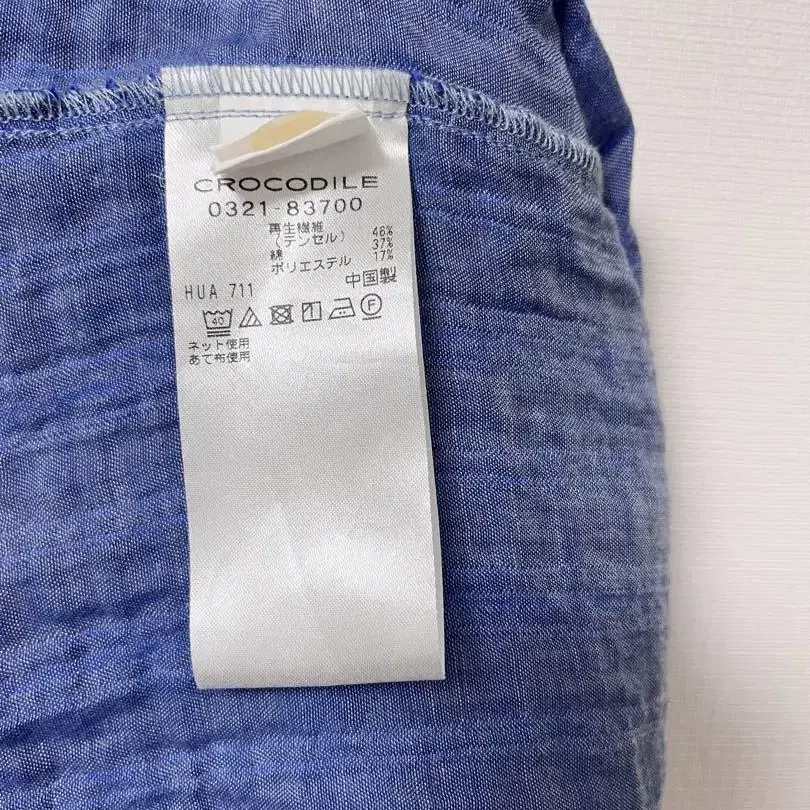 CROCODILE
0321-83700
再生繊維
(テンセル) 46%
綿 37%
ポリエステル 17%
中国製
HUA 711
40 F
ネット使用
あて布使用